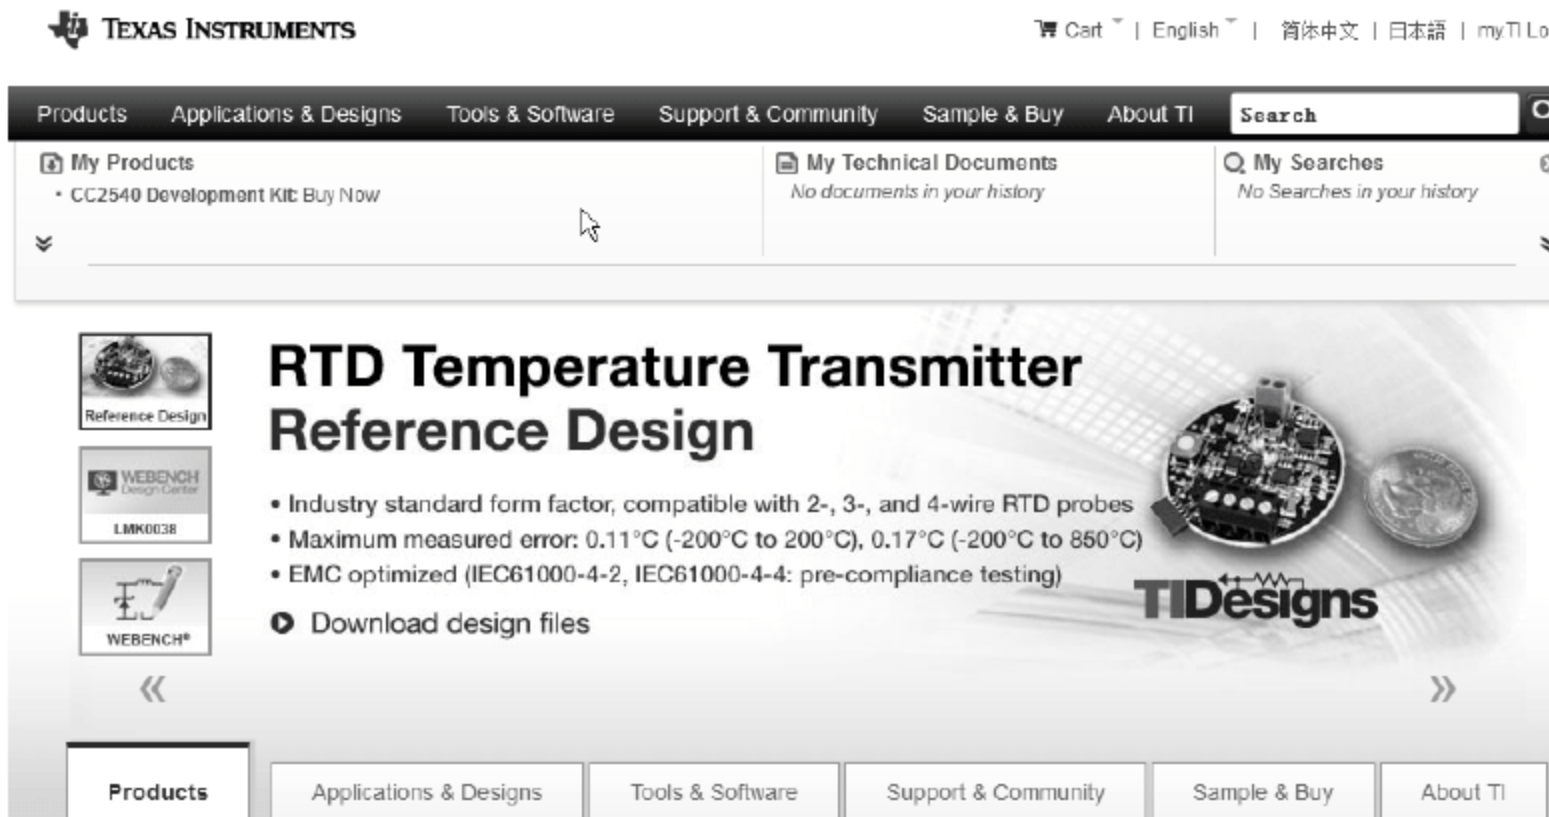 TEXAS INSTRUMENTS
Cart | English | 简体中文 | 日本語 | my.TI Lo
Products Applications & Designs Tools & Software Support & Community Sample & Buy About TI Search
My Products My Technical Documents My Searches
• CC2540 Development Kit: Buy Now No documents in your history No Searches in your history
RTD Temperature Transmitter
Reference Design
Reference Design
WEBENCH
Design Center
LMK0038
WEBENCH®
• Industry standard form factor, compatible with 2-, 3-, and 4-wire RTD probes
• Maximum measured error: 0.11°C (-200°C to 200°C), 0.17°C (-200°C to 850°C)
• EMC optimized (IEC61000-4-2, IEC61000-4-4: pre-compliance testing)
Download design files
TIDesigns
Products Applications & Designs Tools & Software Support & Community Sample & Buy About TI